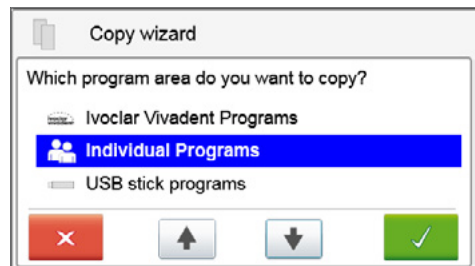 Copy wizard
Which program area do you want to copy?
Ivoclar Vivadent Programs
Individual Programs
USB stick programs